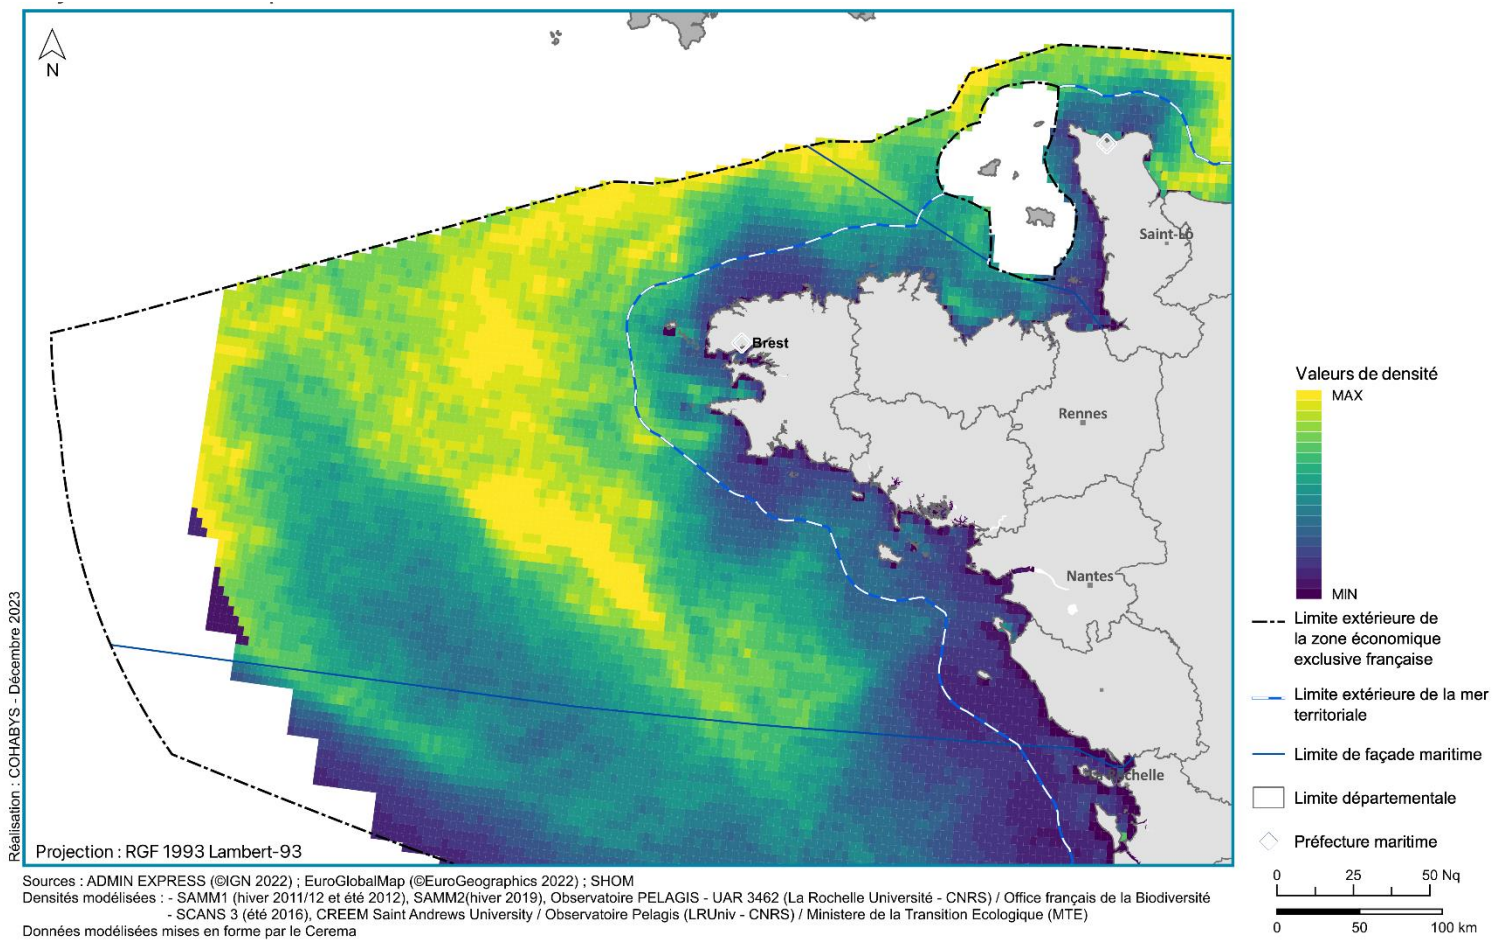 N
Saint-Lô
Brest
Rennes
Nantes
Rochelle
Projection : RGF 1993 Lambert-93
Réalisation : COHABYS - Décembre 2023
Valeurs de densité
MAX
MIN
Limite extérieure de
la zone économique
exclusive française
Limite extérieure de la mer
territoriale
Limite de façade maritime
Limite départementale
Préfecture maritime
0 25 50 Nq
0 50 100 km
Sources : ADMIN EXPRESS (©IGN 2022) ; EuroGlobalMap (©EuroGeographics 2022) ; SHOM
Densités modélisées : - SAMM1 (hiver 2011/12 et été 2012), SAMM2(hiver 2019), Observatoire PELAGIS - UAR 3462 (La Rochelle Université - CNRS) / Office français de la Biodiversité
- SCANS 3 (été 2016), CREEM Saint Andrews University / Observatoire Pelagis (LRUniv - CNRS) / Ministere de la Transition Ecologique (MTE)
Données modélisées mises en forme par le Cerema